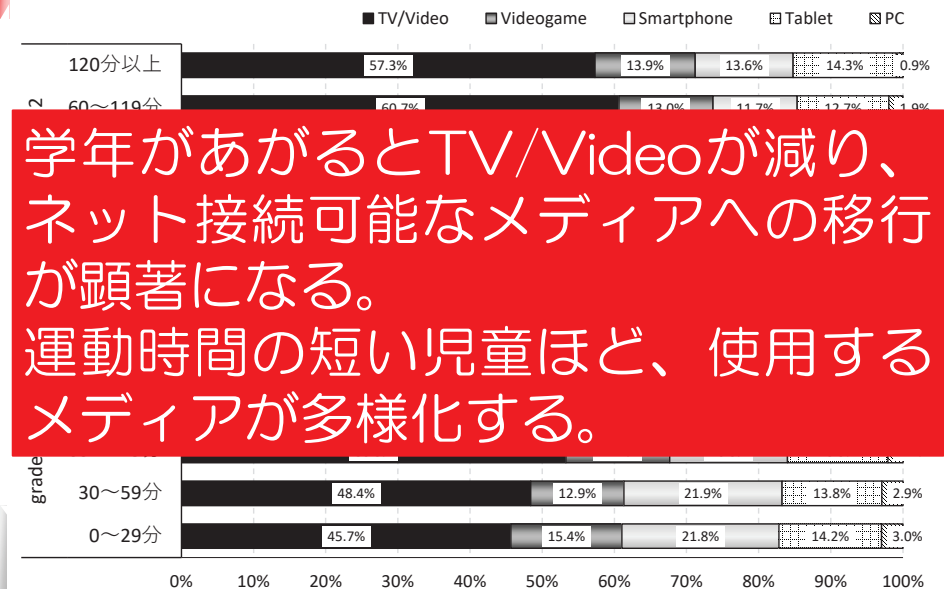 TV/Video Videogame Smartphone Tablet PC
120分以上 57.3% 13.9% 13.6% 14.3% 0.9%
2 60～119分 60.7% 13.0% 11.7% 12.7% 1.9%
学年があがるとTV/Videoが減り、
ネット接続可能なメディアへの移行
が顕著になる。
運動時間の短い児童ほど、使用する
メディアが多様化する。
grade
30～59分 48.4% 12.9% 21.9% 13.8% 2.9%
0～29分 45.7% 15.4% 21.8% 14.2% 3.0%
0% 10% 20% 30% 40% 50% 60% 70% 80% 90% 100%